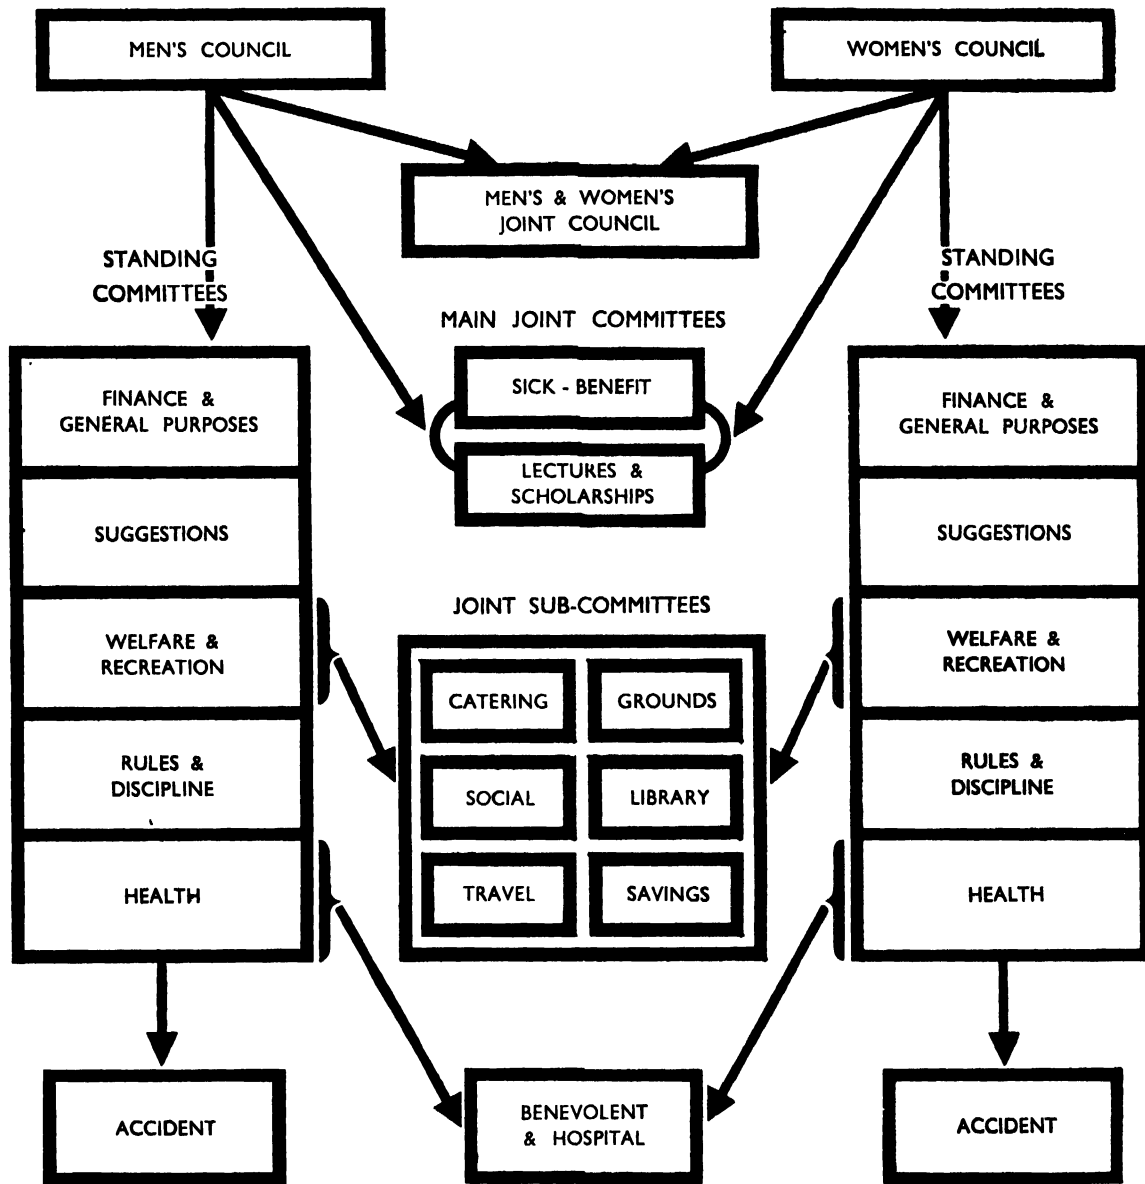 MEN'S COUNCIL
WOMEN'S COUNCIL
MEN'S & WOMEN'S
JOINT COUNCIL
STANDING
COMMITTEES
STANDING
COMMITTEES
MAIN JOINT COMMITTEES
SICK - BENEFIT
LECTURES &
SCHOLARSHIPS
FINANCE &
GENERAL PURPOSES
SUGGESTIONS
WELFARE &
RECREATION
RULES &
DISCIPLINE
HEALTH
FINANCE &
GENERAL PURPOSES
SUGGESTIONS
WELFARE &
RECREATION
RULES &
DISCIPLINE
HEALTH
JOINT SUB-COMMITTEES
CATERING
GROUNDS
SOCIAL
LIBRARY
TRAVEL
SAVINGS
ACCIDENT
BENEVOLENT
& HOSPITAL
ACCIDENT